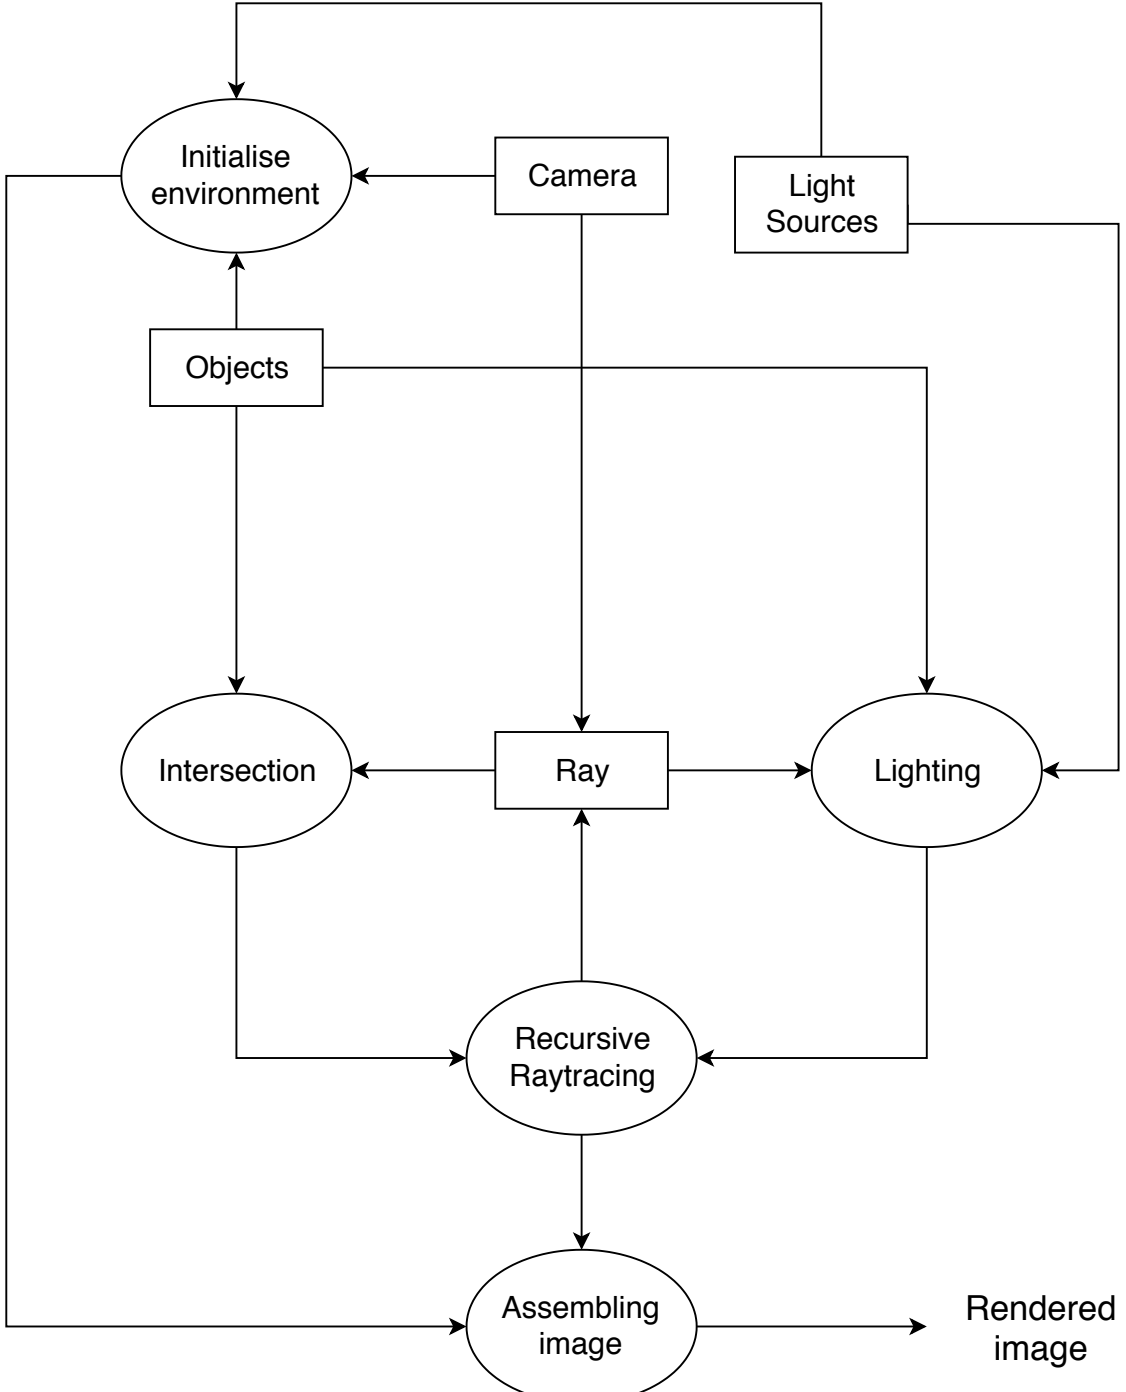 Initialise
environment
Camera
Light
Sources
Objects
Intersection
Ray
Lighting
Recursive
Raytracing
Assembling
image
Rendered
image